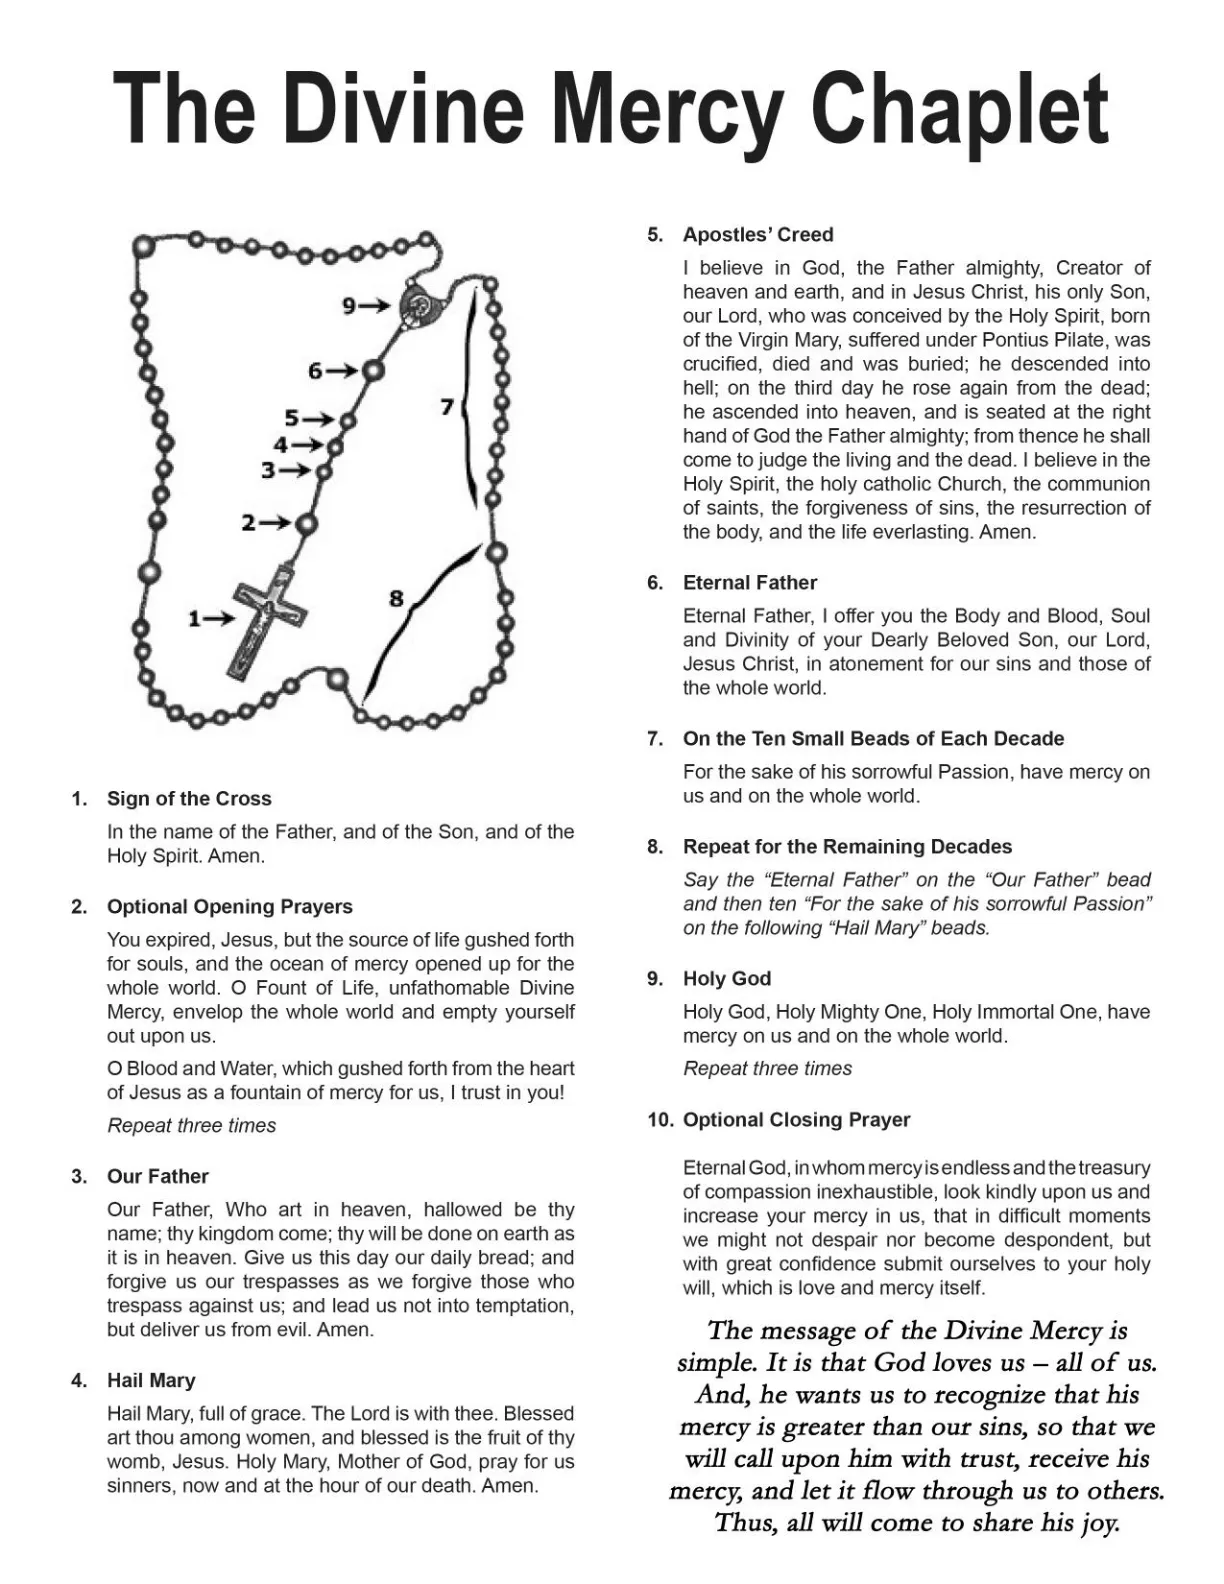 The Divine Mercy Chaplet
9
6
5
4
3
2
1
7
8
1. Sign of the Cross
In the name of the Father, and of the Son, and of the
Holy Spirit. Amen.
2. Optional Opening Prayers
You expired, Jesus, but the source of life gushed forth
for souls, and the ocean of mercy opened up for the
whole world. O Fount of Life, unfathomable Divine
Mercy, envelop the whole world and empty yourself
out upon us.
O Blood and Water, which gushed forth from the heart
of Jesus as a fountain of mercy for us, I trust in you!
Repeat three times
3. Our Father
Our Father, Who art in heaven, hallowed be thy
name; thy kingdom come; thy will be done on earth as
it is in heaven. Give us this day our daily bread; and
forgive us our trespasses as we forgive those who
trespass against us; and lead us not into temptation,
but deliver us from evil. Amen.
4. Hail Mary
Hail Mary, full of grace. The Lord is with thee. Blessed
art thou among women, and blessed is the fruit of thy
womb, Jesus. Holy Mary, Mother of God, pray for us
sinners, now and at the hour of our death. Amen.
5. Apostles’ Creed
I believe in God, the Father almighty, Creator of
heaven and earth, and in Jesus Christ, his only Son,
our Lord, who was conceived by the Holy Spirit, born
of the Virgin Mary, suffered under Pontius Pilate, was
crucified, died and was buried; he descended into
hell; on the third day he rose again from the dead;
he ascended into heaven, and is seated at the right
hand of God the Father almighty; from thence he shall
come to judge the living and the dead. I believe in the
Holy Spirit, the holy catholic Church, the communion
of saints, the forgiveness of sins, the resurrection of
the body, and the life everlasting. Amen.
6. Eternal Father
Eternal Father, I offer you the Body and Blood, Soul
and Divinity of your Dearly Beloved Son, our Lord,
Jesus Christ, in atonement for our sins and those of
the whole world.
7. On the Ten Small Beads of Each Decade
For the sake of his sorrowful Passion, have mercy on
us and on the whole world.
8. Repeat for the Remaining Decades
Say the “Eternal Father” on the “Our Father” bead
and then ten “For the sake of his sorrowful Passion”
on the following “Hail Mary” beads.
9. Holy God
Holy God, Holy Mighty One, Holy Immortal One, have
mercy on us and on the whole world.
Repeat three times
10. Optional Closing Prayer
Eternal God, in whom mercy is endless and the treasury
of compassion inexhaustible, look kindly upon us and
increase your mercy in us, that in difficult moments
we might not despair nor become despondent, but
with great confidence submit ourselves to your holy
will, which is love and mercy itself.
The message of the Divine Mercy is
simple. It is that God loves us – all of us.
And, he wants us to recognize that his
mercy is greater than our sins, so that we
will call upon him with trust, receive his
mercy, and let it flow through us to others.
Thus, all will come to share his joy.